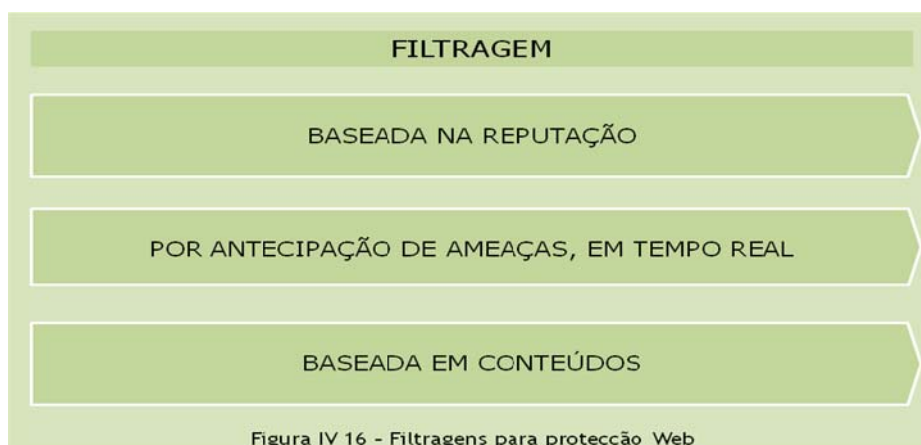 FILTRAGEM
BASEADA NA REPUTAÇÃO
POR ANTECIPAÇÃO DE AMEAÇAS, EM TEMPO REAL
BASEADA EM CONTEÚDOS
Figura IV 16 - Filtragens para protecção Web